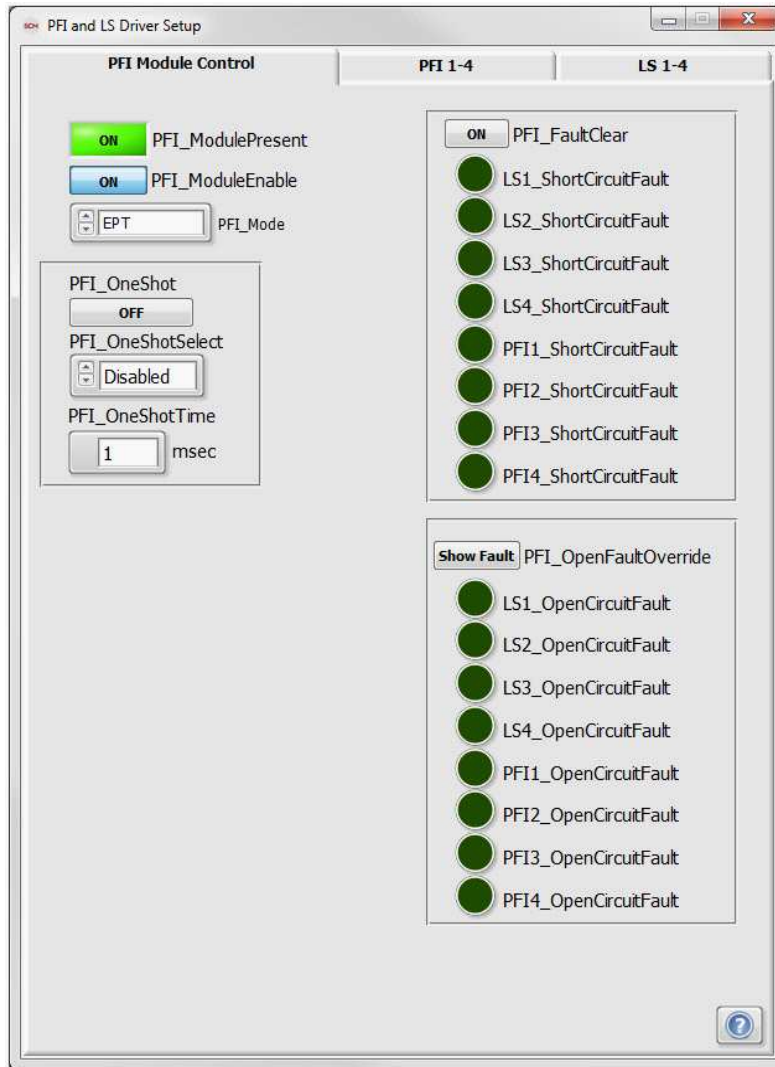 SCM PFI and LS Driver Setup
PFI Module Control
PFI 1-4
LS 1-4
ON PFI_ModulePresent
ON PFI_ModuleEnable
EPT PFI_Mode
PFI_OneShot
OFF
PFI_OneShotSelect
Disabled
PFI_OneShotTime
1 msec
ON PFI_FaultClear
LS1_ShortCircuitFault
LS2_ShortCircuitFault
LS3_ShortCircuitFault
LS4_ShortCircuitFault
PFI1_ShortCircuitFault
PFI2_ShortCircuitFault
PFI3_ShortCircuitFault
PFI4_ShortCircuitFault
Show Fault PFI_OpenFaultOverride
LS1_OpenCircuitFault
LS2_OpenCircuitFault
LS3_OpenCircuitFault
LS4_OpenCircuitFault
PFI1_OpenCircuitFault
PFI2_OpenCircuitFault
PFI3_OpenCircuitFault
PFI4_OpenCircuitFault
?